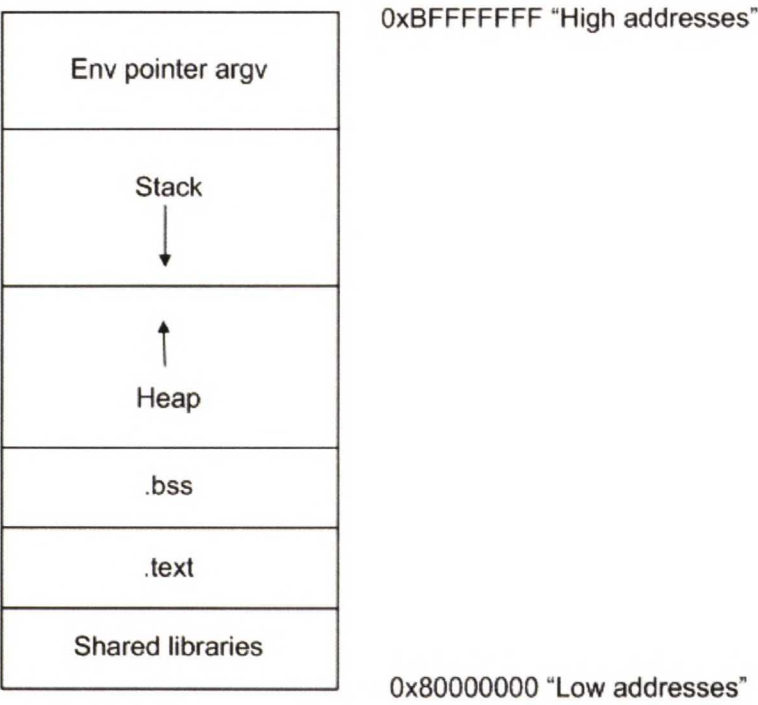 0xBFFFFFFF “High addresses”
Env pointer argv
Stack
Heap
.bss
.text
Shared libraries
0x80000000 “Low addresses”